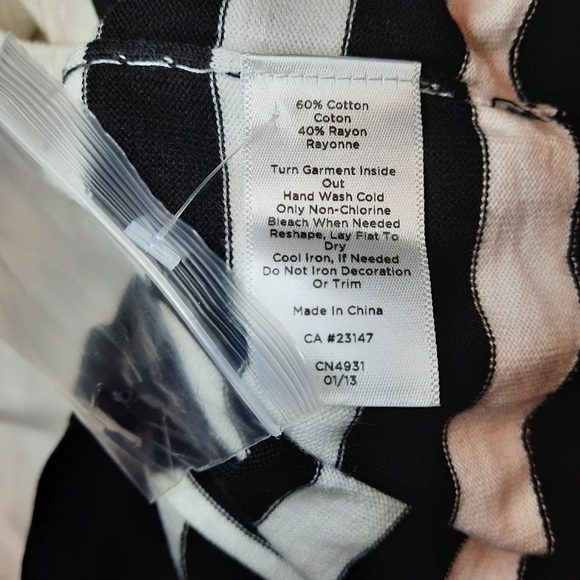 60% Cotton
Coton
40% Rayon
Rayonne
Turn Garment Inside
Out
Hand Wash Cold
Only Non-Chlorine
Bleach When Needed
Reshape, Lay Flat To
Dry
Cool Iron, If Needed
Do Not Iron Decoration
Or Trim
Made In China
CA #23147
CN4931
01/13